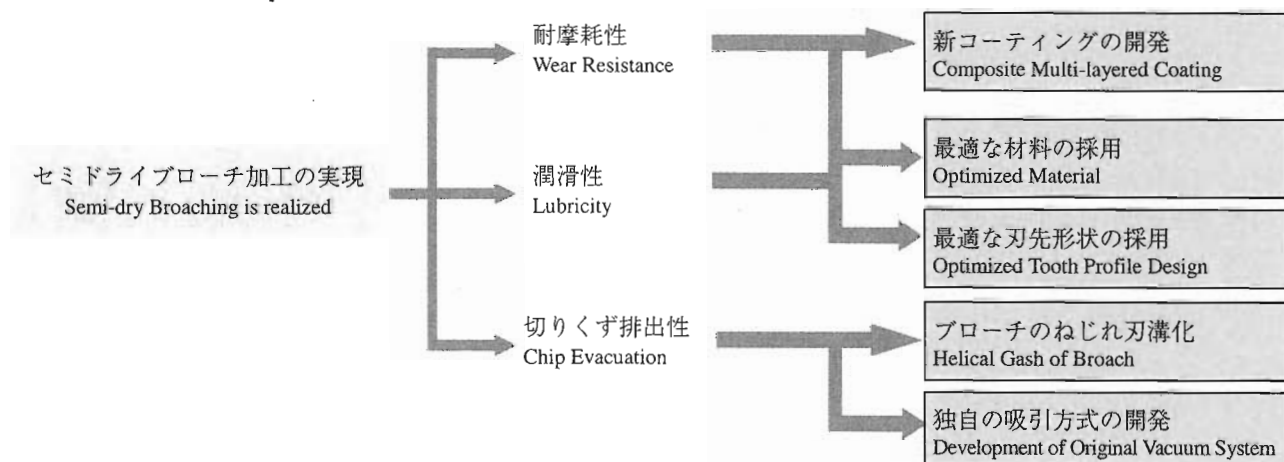 セミドライブローチ加工の実現
Semi-dry Broaching is realized
耐摩耗性
Wear Resistance
潤滑性
Lubricity
切りくず排出性
Chip Evacuation
新コーティングの開発
Composite Multi-layered Coating
最適な材料の採用
Optimized Material
最適な刃先形状の採用
Optimized Tooth Profile Design
ブローチのねじれ刃溝化
Helical Gash of Broach
独自の吸引方式の開発
Development of Original Vacuum System